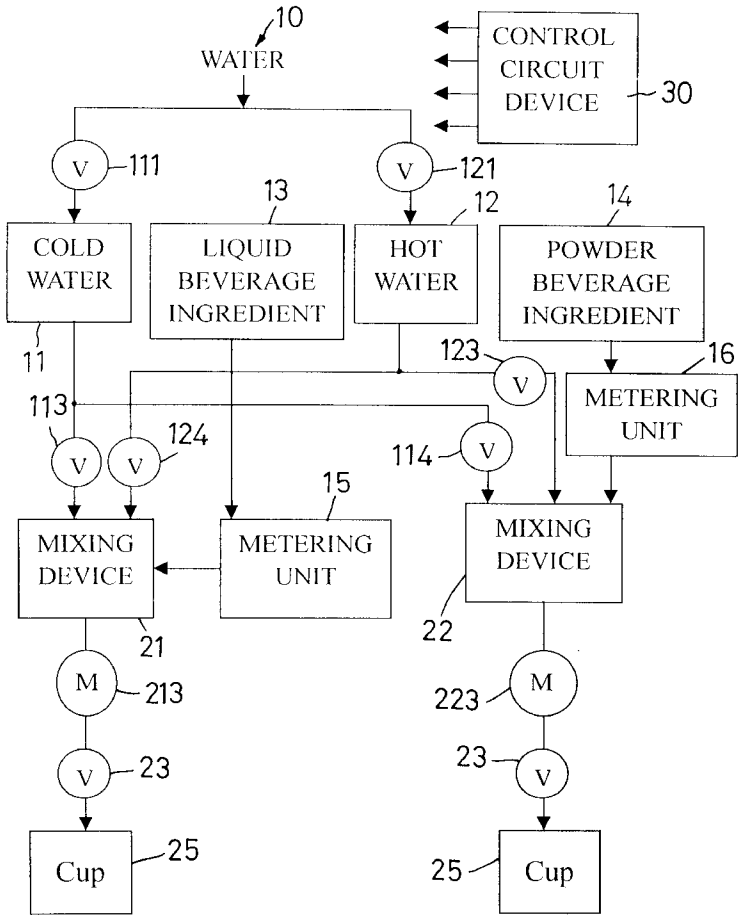 10
WATER
CONTROL
CIRCUIT
DEVICE
30
V
111
V
121
13
12
14
COLD
WATER
LIQUID
BEVERAGE
INGREDIENT
HOT
WATER
POWDER
BEVERAGE
INGREDIENT
11
123
V
16
METERING
UNIT
113
V
124
V
114
V
15
MIXING
DEVICE
METERING
UNIT
MIXING
DEVICE
21
22
M
213
M
223
V
23
V
23
Cup
25
Cup
25